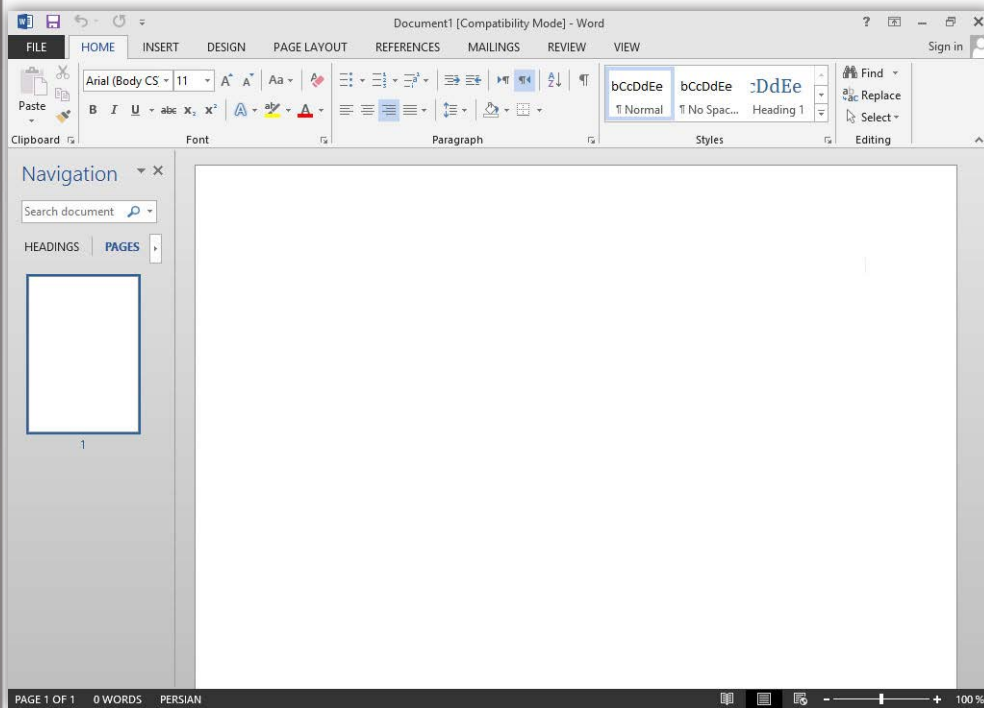 Document1 [Compatibility Mode] - Word
FILE HOME INSERT DESIGN PAGE LAYOUT REFERENCES MAILINGS REVIEW VIEW Sign in
Arial (Body CS 11 Aa
Paste
B I U abc X₂ X² A A
bCcDdEe bCcDdEe :DdEe
¶ Normal ¶ No Spac... Heading 1
Find
Replace
Select
Clipboard Font Paragraph Styles Editing
Navigation
Search document
HEADINGS PAGES
1
PAGE 1 OF 1 0 WORDS PERSIAN 100 %